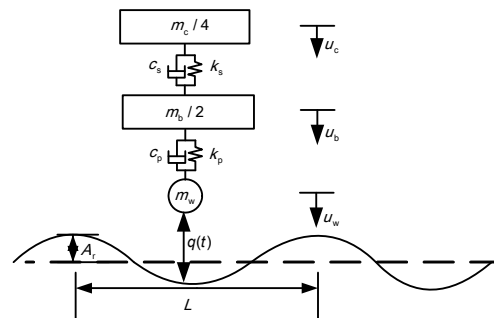 m_c / 4
u_c
c_s k_s
m_b / 2
u_b
c_p k_p
m_w
u_w
q(t)
A_r
L